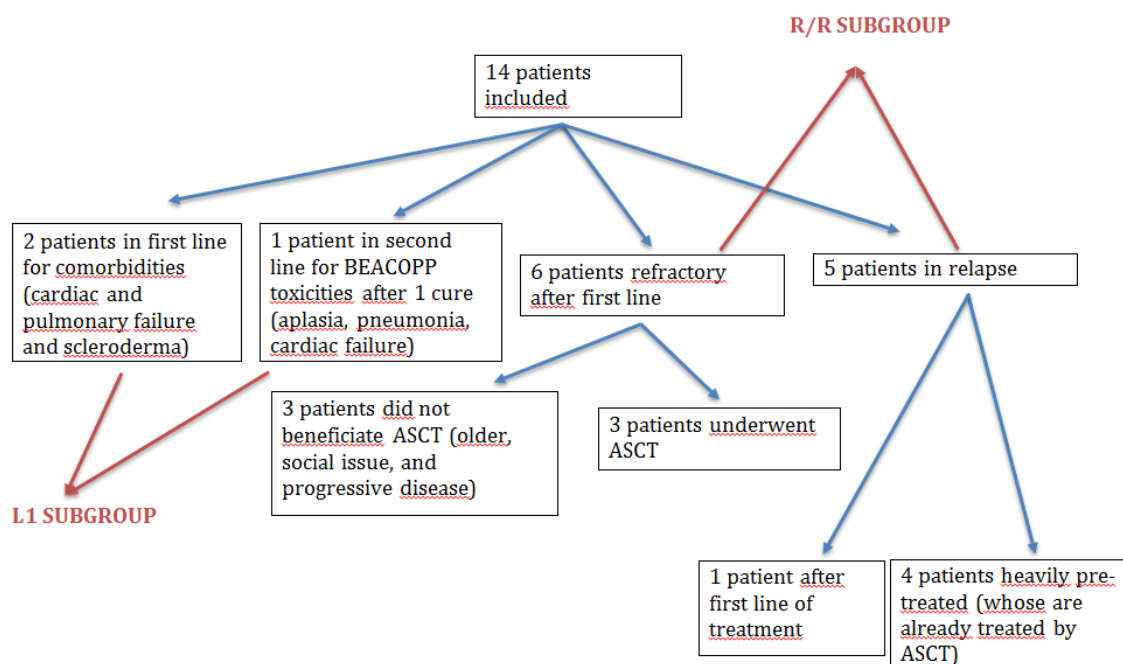 R/R SUBGROUP
14 patients
included
2 patients in first line
for comorbidities
(cardiac and
pulmonary failure
and scleroderma)
1 patient in second
line for BEACOPP
toxicities after 1 cure
(aplasia, pneumonia,
cardiac failure)
6 patients refractory
after first line
5 patients in relapse
3 patients did not
beneficiate ASCT (older,
social issue, and
progressive disease)
3 patients underwent
ASCT
L1 SUBGROUP
1 patient after
first line of
treatment
4 patients heavily pre-
treated (whose are
already treated by
ASCT)